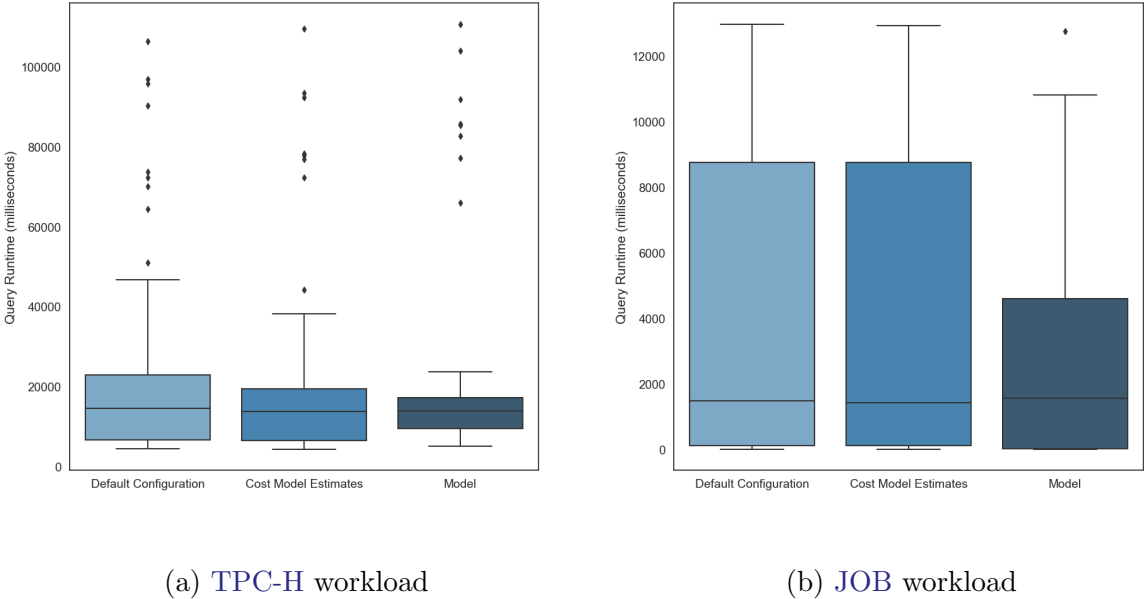 Query Runtime (milliseconds)
100000
80000
60000
40000
20000
0
Default Configuration
Cost Model Estimates
Model
(a) TPC-H workload
Query Runtime (milliseconds)
12000
10000
8000
6000
4000
2000
0
Default Configuration
Cost Model Estimates
Model
(b) JOB workload